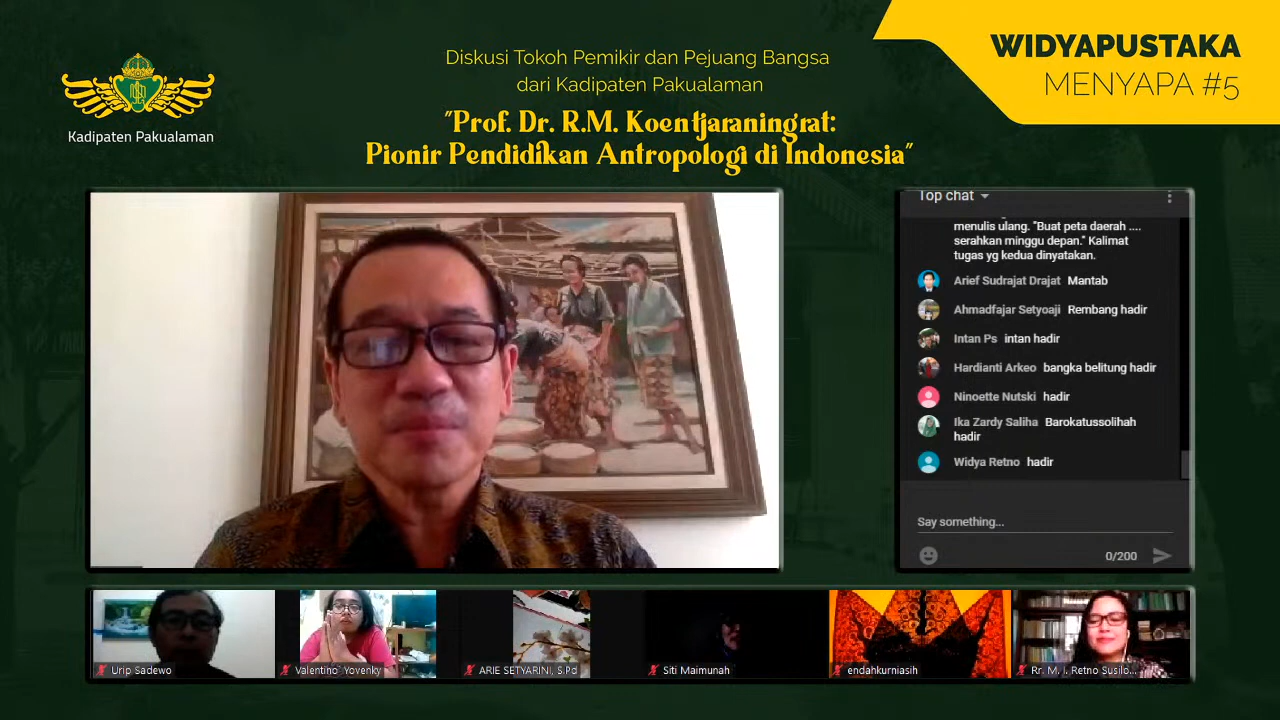 WIDYAPUSTAKA
MENYAPA #5
Diskusi Tokoh Pemikir dan Pejuang Bangsa
dari Kadipaten Pakualaman
"Prof. Dr. R.M. Koentjaraningrat:
Pionir Pendidikan Antropologi di Indonesia"
Kadipaten Pakualaman
Top chat
menulis ulang. "Buat peta daerah ....
serahkan minggu depan." Kalimat
tugas yg kedua dinyatakan.
Arief Sudrajat Drajat Mantab
Ahmadfajar Setyoaji Rembang hadir
Intan Ps intan hadir
Hardianti Arkeo bangka belitung hadir
Ninoette Nutski hadir
Ika Zardy Saliha Barokatussolihah
hadir
Widya Retno hadir
Say something...
0/200
Urip Sadewo
Valentino Yovenky
ARIE SETYARINI, S.Pd
Siti Maimunah
endahkurniasih
Rr. M. I. Retno Susilo...